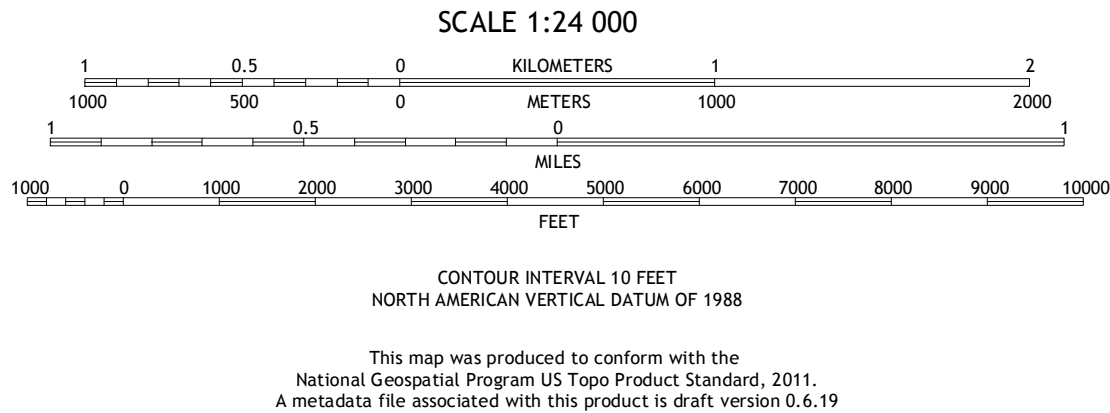 SCALE 1:24 000
1 0.5 0 KILOMETERS 1 2
1000 500 0 METERS 1000 2000
1 0.5 0 1
MILES
1000 0 1000 2000 3000 4000 5000 6000 7000 8000 9000 10000
FEET
CONTOUR INTERVAL 10 FEET
NORTH AMERICAN VERTICAL DATUM OF 1988
This map was produced to conform with the
National Geospatial Program US Topo Product Standard, 2011.
A metadata file associated with this product is draft version 0.6.19